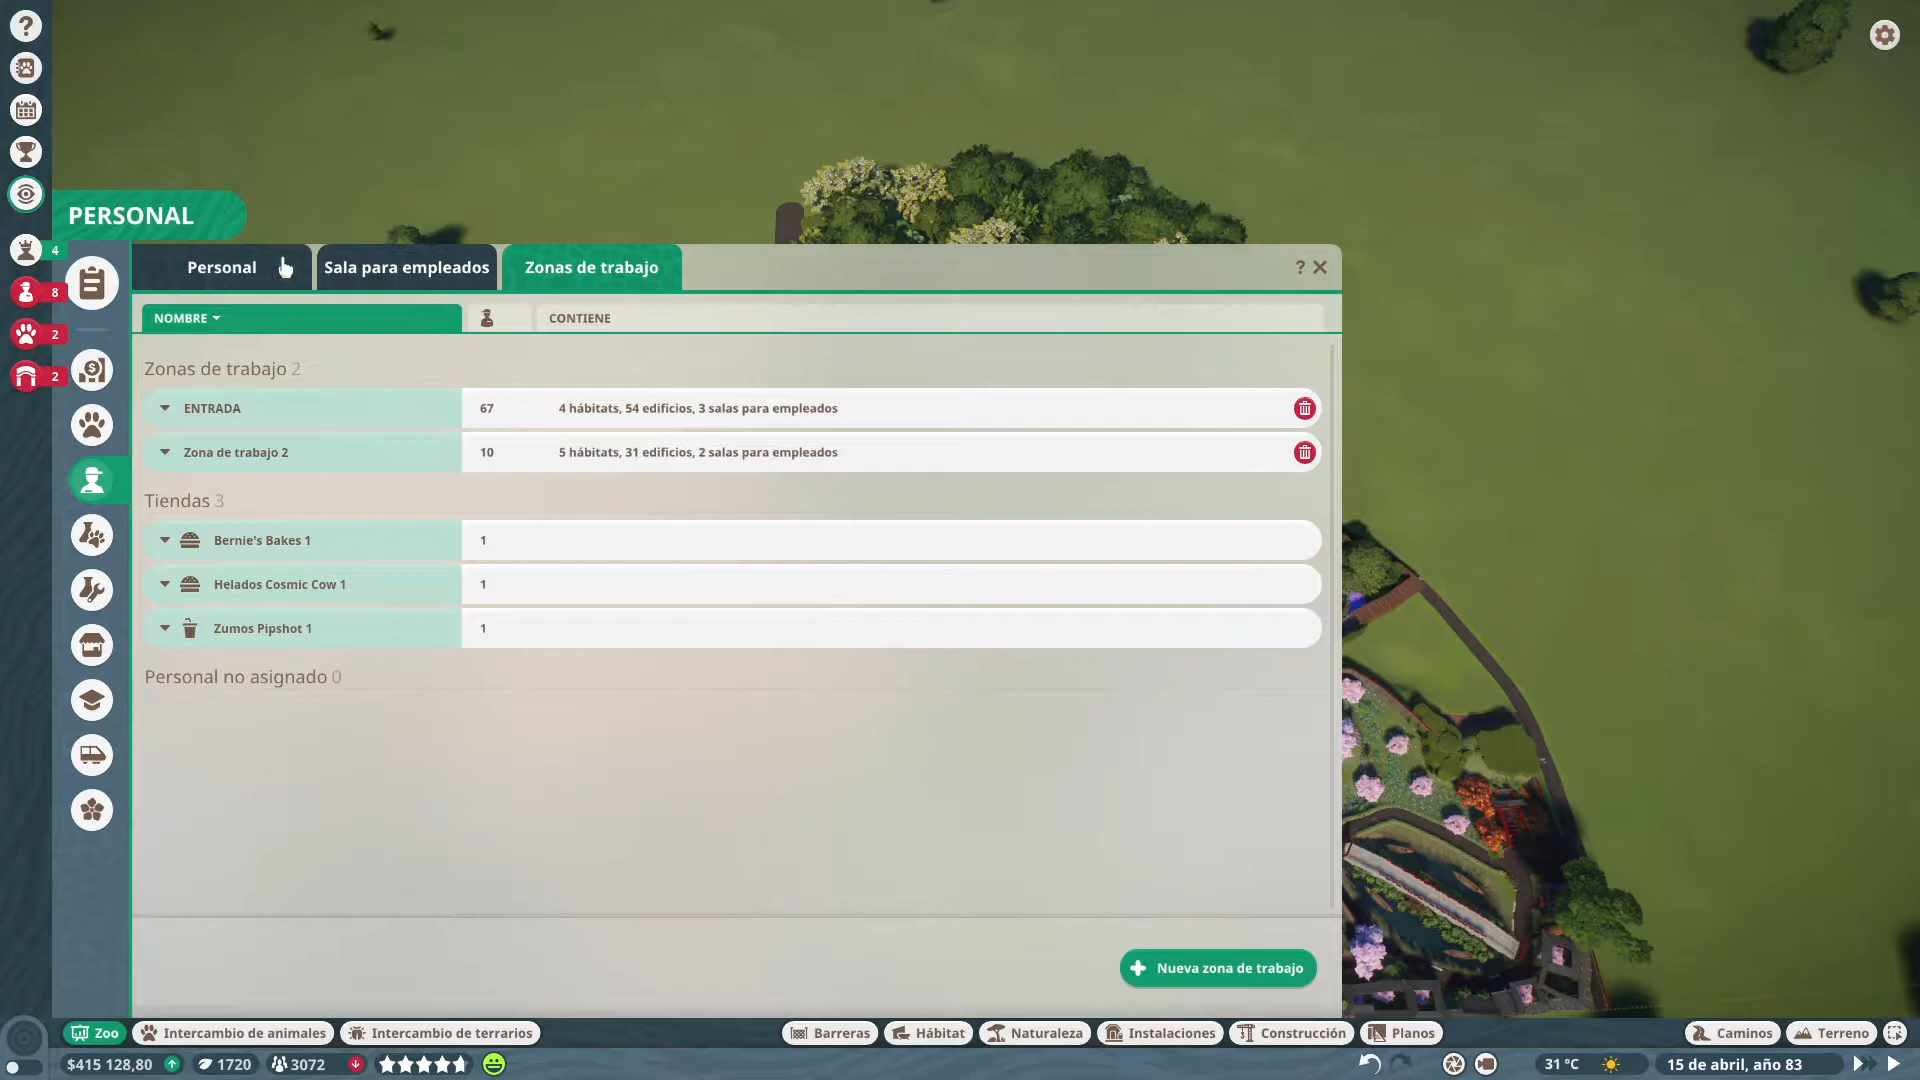 PERSONAL
4
8
2
2
Personal
Sala para empleados
Zonas de trabajo
?
NOMBRE
CONTIENE
Zonas de trabajo 2
ENTRADA
67
4 hábitats, 54 edificios, 3 salas para empleados
Zona de trabajo 2
10
5 hábitats, 31 edificios, 2 salas para empleados
Tiendas 3
Bernie's Bakes 1
1
Helados Cosmic Cow 1
1
Zumos Pipshot 1
1
Personal no asignado 0
Nueva zona de trabajo
Zoo
Intercambio de animales
Intercambio de terrarios
Barreras
Hábitat
Naturaleza
Instalaciones
Construcción
Planos
Caminos
Terreno
$415 128,80
1720
3072
31 °C
15 de abril, año 83